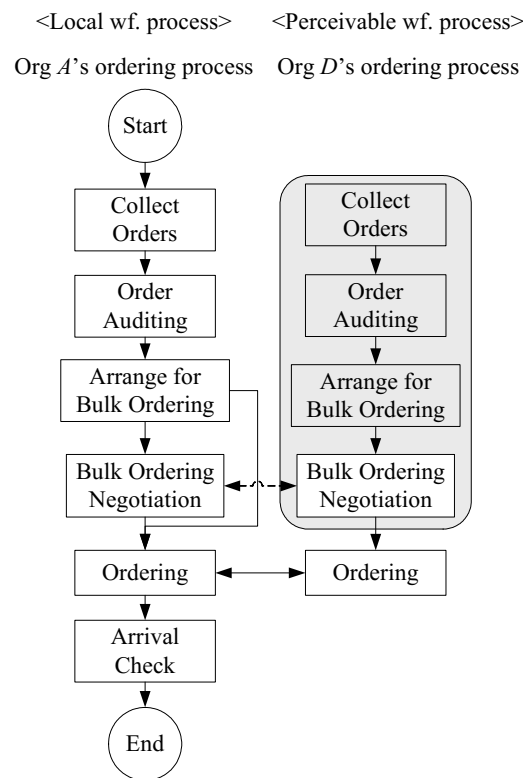 <Local wf. process>
<Perceivable wf. process>
Org A's ordering process
Org D's ordering process
Start
Collect
Orders
Order
Auditing
Arrange for
Bulk Ordering
Bulk Ordering
Negotiation
Ordering
Arrival
Check
End
Collect
Orders
Order
Auditing
Arrange for
Bulk Ordering
Bulk Ordering
Negotiation
Ordering